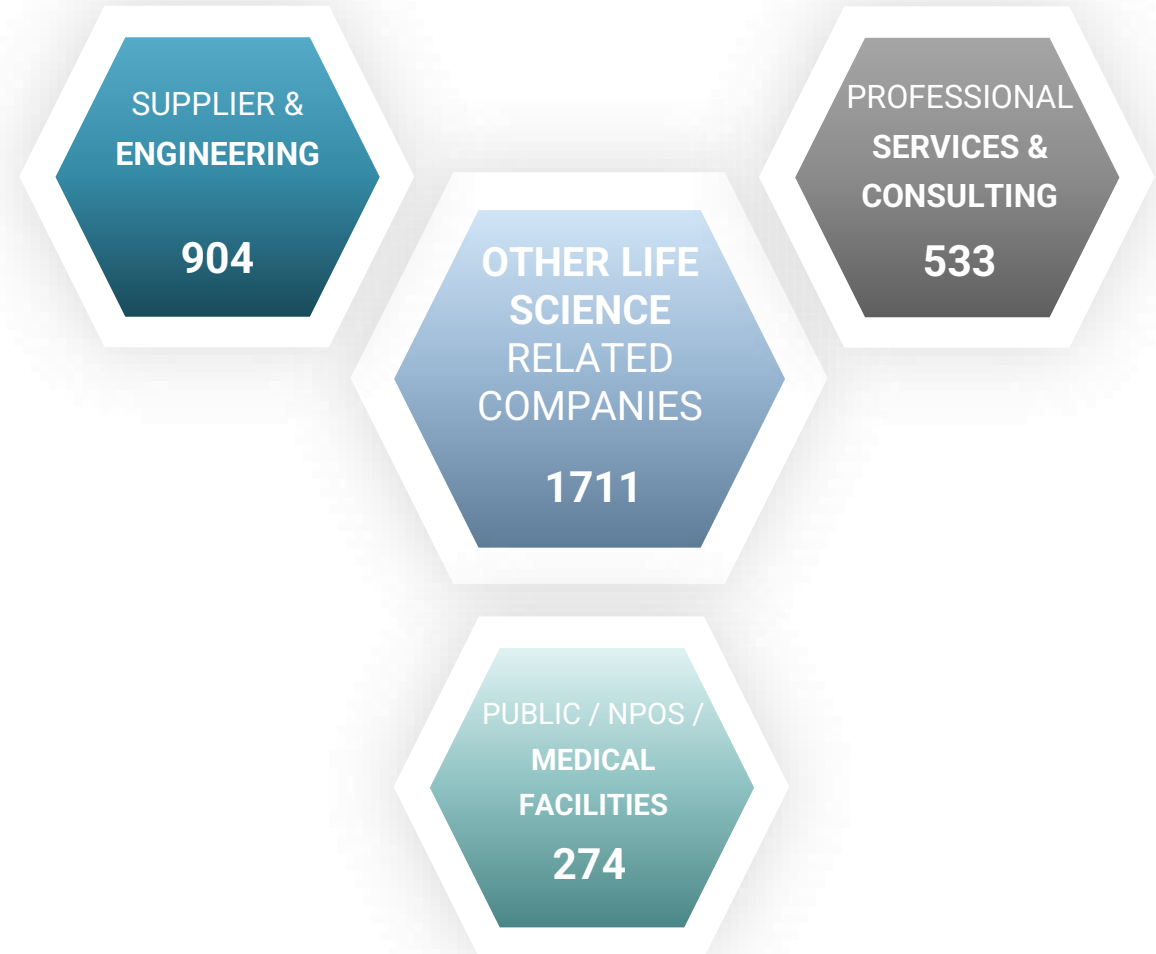 SUPPLIER &
ENGINEERING
904
PROFESSIONAL
SERVICES &
CONSULTING
533
OTHER LIFE
SCIENCE
RELATED
COMPANIES
1711
PUBLIC / NPOS /
MEDICAL
FACILITIES
274